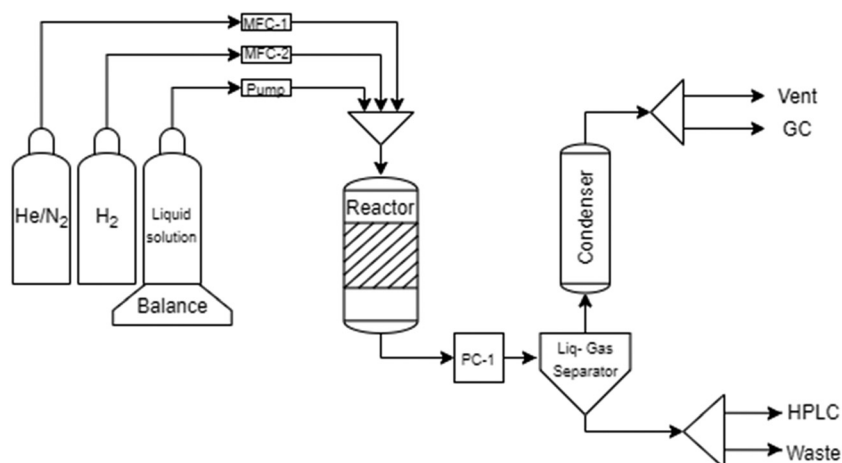 MFC-1
MFC-2
Pump
Vent
GC
He/N2
H2
Liquid
solution
Balance
Reactor
Condenser
PC-1
Liq- Gas
Separator
HPLC
Waste